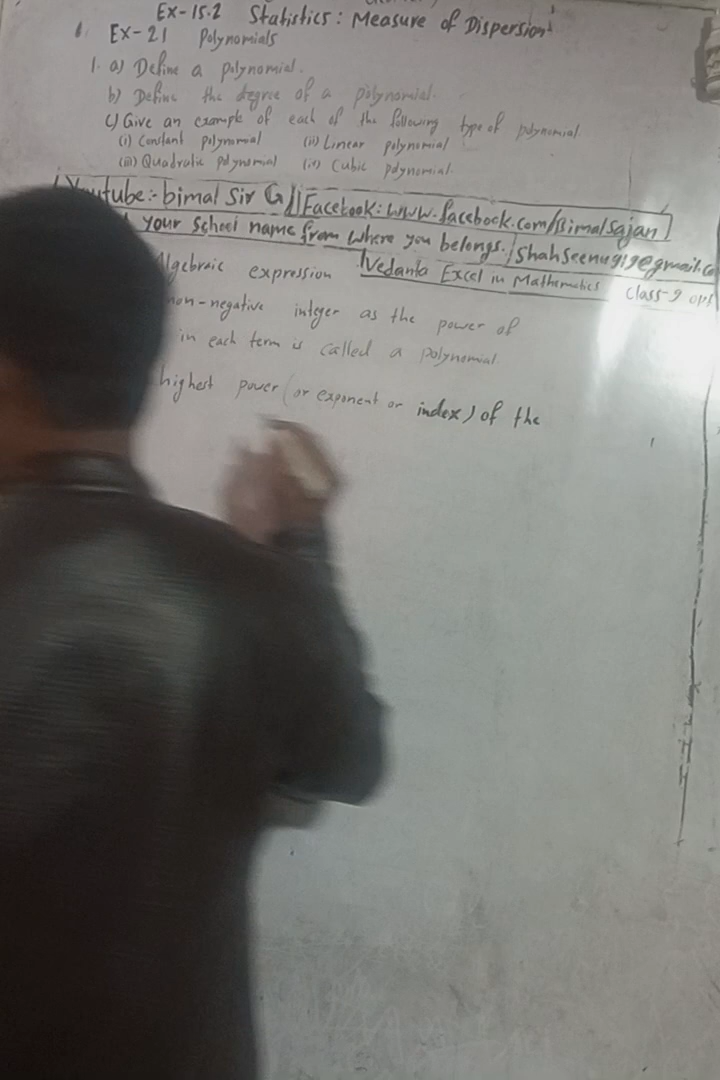 Ex-15.2 Statistics: Measure of Dispersion
Ex-21 Polynomials
1. a) Define a polynomial.
b) Define the degree of a polynomial.
c) Give an example of each of the following type of polynomial
(i) Constant polynomial (ii) Linear polynomial
(iii) Quadratic polynomial (iv) Cubic polynomial.
Youtube:- bimal Sir G || Facebook: www.facebook.com/Bimalsajan
your School name from where you belongs.
Algebraic expression Vedanta Excel in Mathematics Class-9 opt
non-negative integer as the power of
in each term is called a polynomial.
highest power (or exponent or index) of the